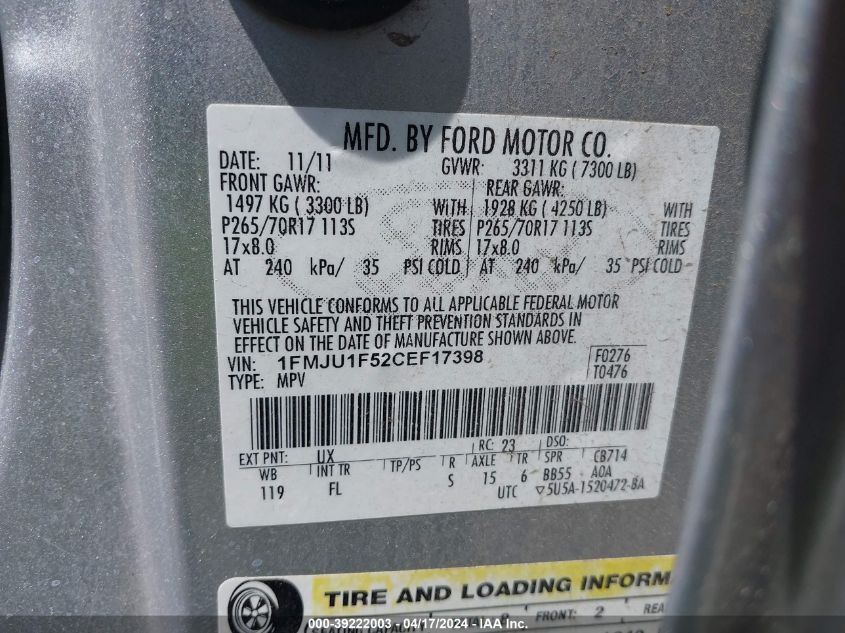 MFD. BY FORD MOTOR CO.
DATE: 11/11 GVWR: 3311 KG ( 7300 LB)
FRONT GAWR: REAR GAWR:
1497 KG ( 3300 LB) WITH 1928 KG ( 4250 LB) WITH
P265/70R17 113S TIRES P265/70R17 113S TIRES
17x8.0 RIMS 17x8.0 RIMS
AT 240 kPa/ 35 PSI COLD AT 240 kPa/ 35 PSI COLD
THIS VEHICLE CONFORMS TO ALL APPLICABLE FEDERAL MOTOR
VEHICLE SAFETY AND THEFT PREVENTION STANDARDS IN
EFFECT ON THE DATE OF MANUFACTURE SHOWN ABOVE.
VIN: 1FMJU1F52CEF17398 F0276
TYPE: MPV T0476
EXT PNT: UX RC: 23 DSO:
WB INT TR TP/PS R AXLE TR SPR CB714
119 FL S 15 6 BB55 AOA
UTC ▽5U5A-1520472-BA
TIRE AND LOADING INFORM
FRONT: 2 REA
000-39222003 - 04/17/2024 - IAA Inc.